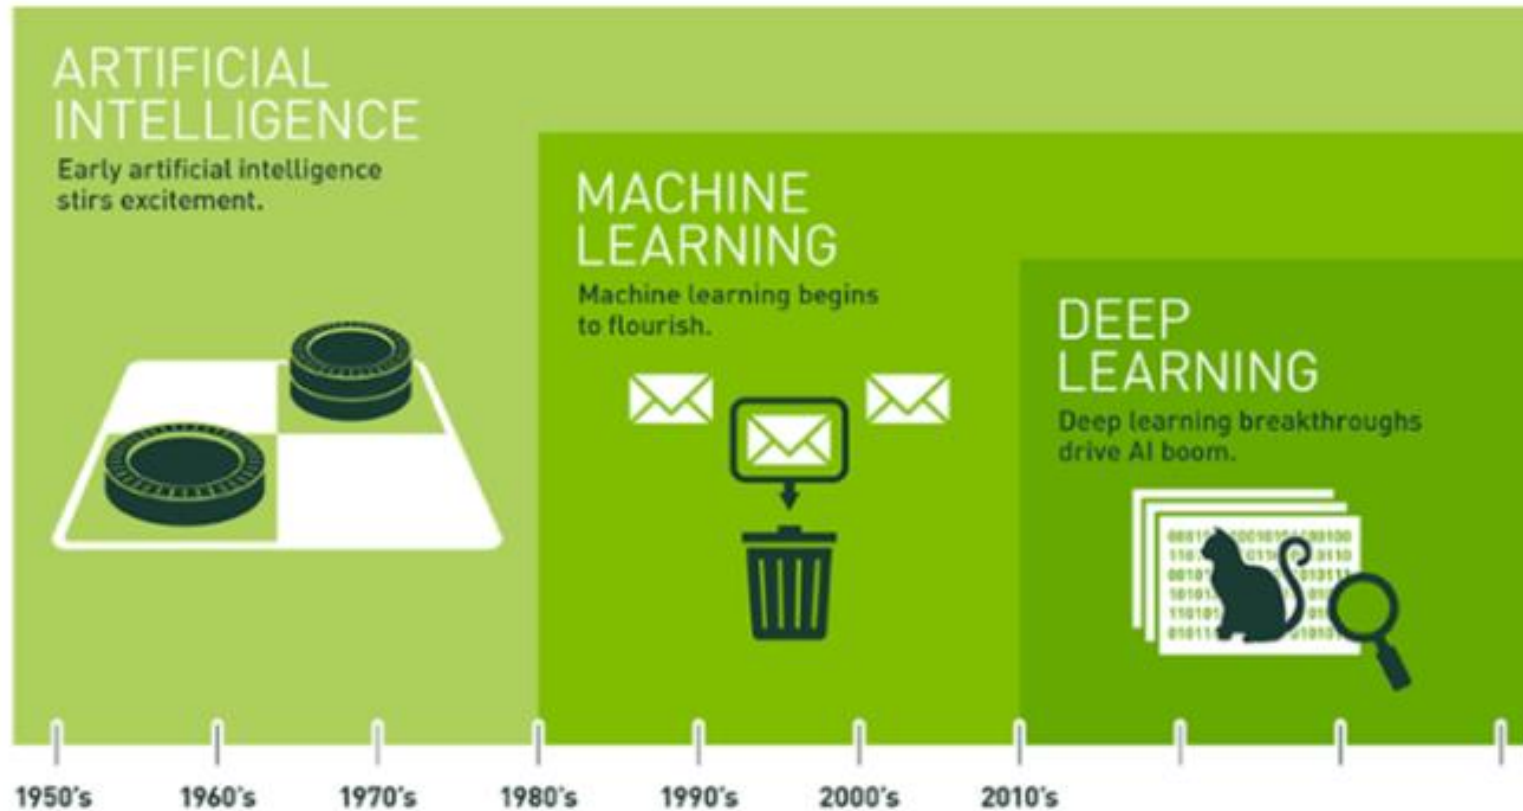 ARTIFICIAL
INTELLIGENCE
Early artificial intelligence
stirs excitement.
MACHINE
LEARNING
Machine learning begins
to flourish.
DEEP
LEARNING
Deep learning breakthroughs
drive AI boom.
1950's 1960's 1970's 1980's 1990's 2000's 2010's